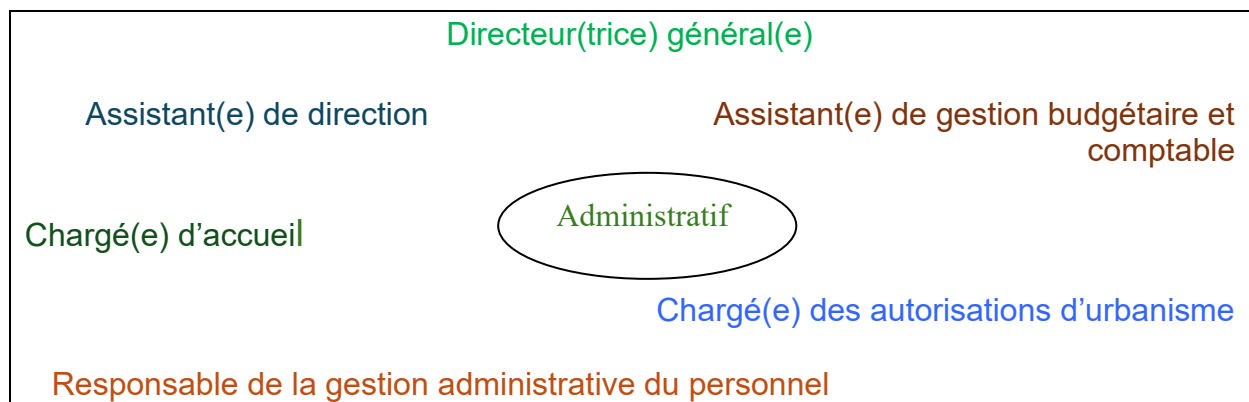 Directeur(trice) général(e)
Assistant(e) de direction
Assistant(e) de gestion budgétaire et
comptable
Administratif
Chargé(e) d’accueil
Chargé(e) des autorisations d’urbanisme
Responsable de la gestion administrative du personnel